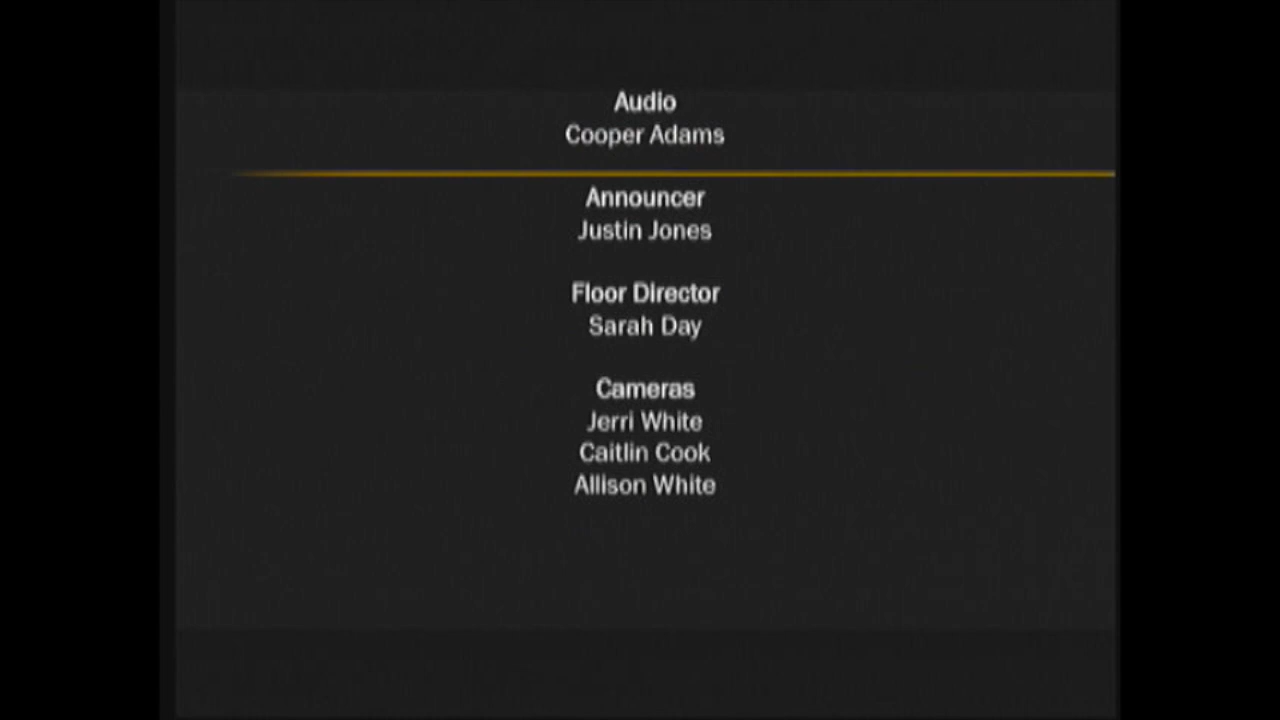 Audio
Cooper Adams
Announcer
Justin Jones
Floor Director
Sarah Day
Cameras
Jerri White
Caitlin Cook
Allison White